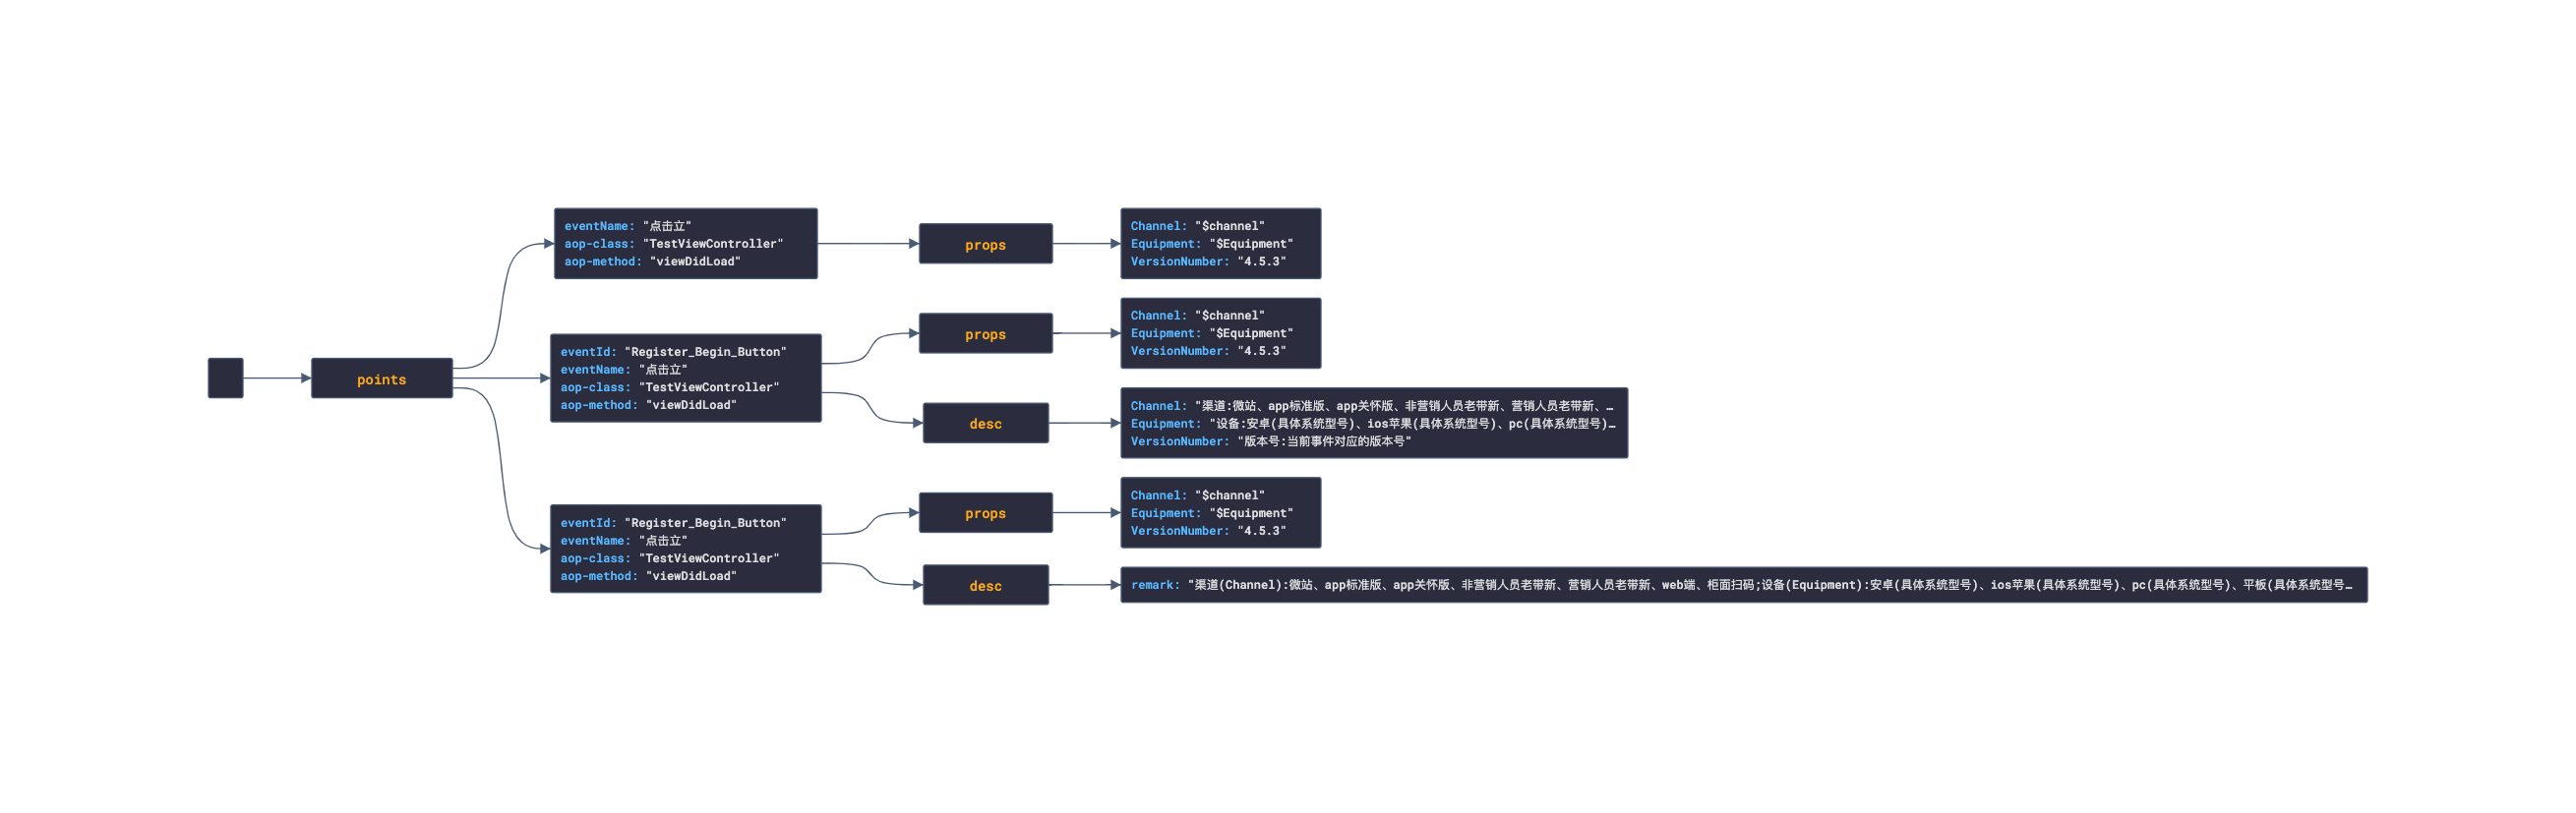 points
eventName: "点击立"
aop-class: "TestViewController"
aop-method: "viewDidLoad"
props
Channel: "$channel"
Equipment: "$Equipment"
VersionNumber: "4.5.3"
eventId: "Register_Begin_Button"
eventName: "点击立"
aop-class: "TestViewController"
aop-method: "viewDidLoad"
props
Channel: "$channel"
Equipment: "$Equipment"
VersionNumber: "4.5.3"
desc
Channel: "渠道:微站、app标准版、app关怀版、非营销人员老带新、营销人员老带新、…
Equipment: "设备:安卓(具体系统型号)、ios苹果(具体系统型号)、pc(具体系统型号)…
VersionNumber: "版本号:当前事件对应的版本号"
eventId: "Register_Begin_Button"
eventName: "点击立"
aop-class: "TestViewController"
aop-method: "viewDidLoad"
props
Channel: "$channel"
Equipment: "$Equipment"
VersionNumber: "4.5.3"
desc
remark: "渠道(Channel):微站、app标准版、app关怀版、非营销人员老带新、营销人员老带新、web端、柜面扫码;设备(Equipment):安卓(具体系统型号)、ios苹果(具体系统型号)、pc(具体系统型号)、平板(具体系统型号…